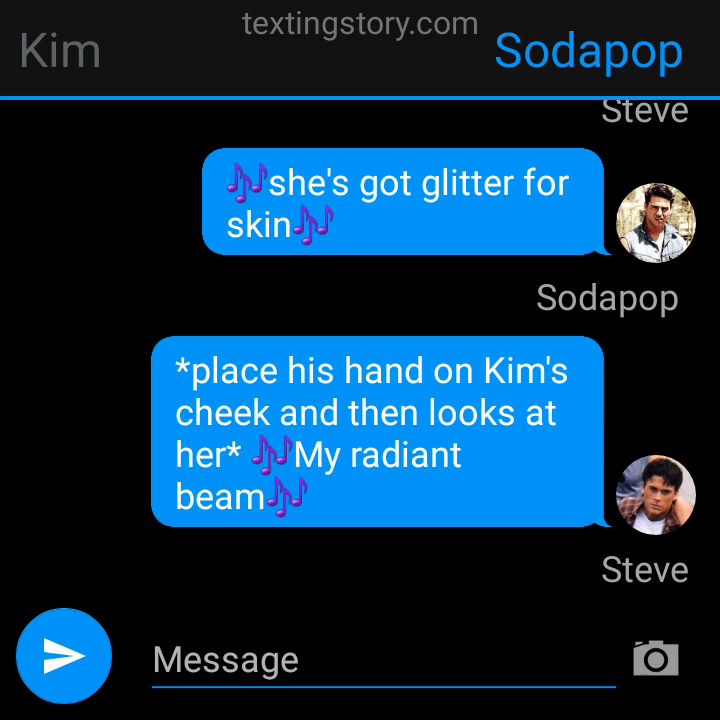 textingstory.com
Kim
Sodapop
Steve
🎶she's got glitter for
skin🎶
Sodapop
*place his hand on Kim's
cheek and then looks at
her* 🎶My radiant
beam🎶
Steve
Message